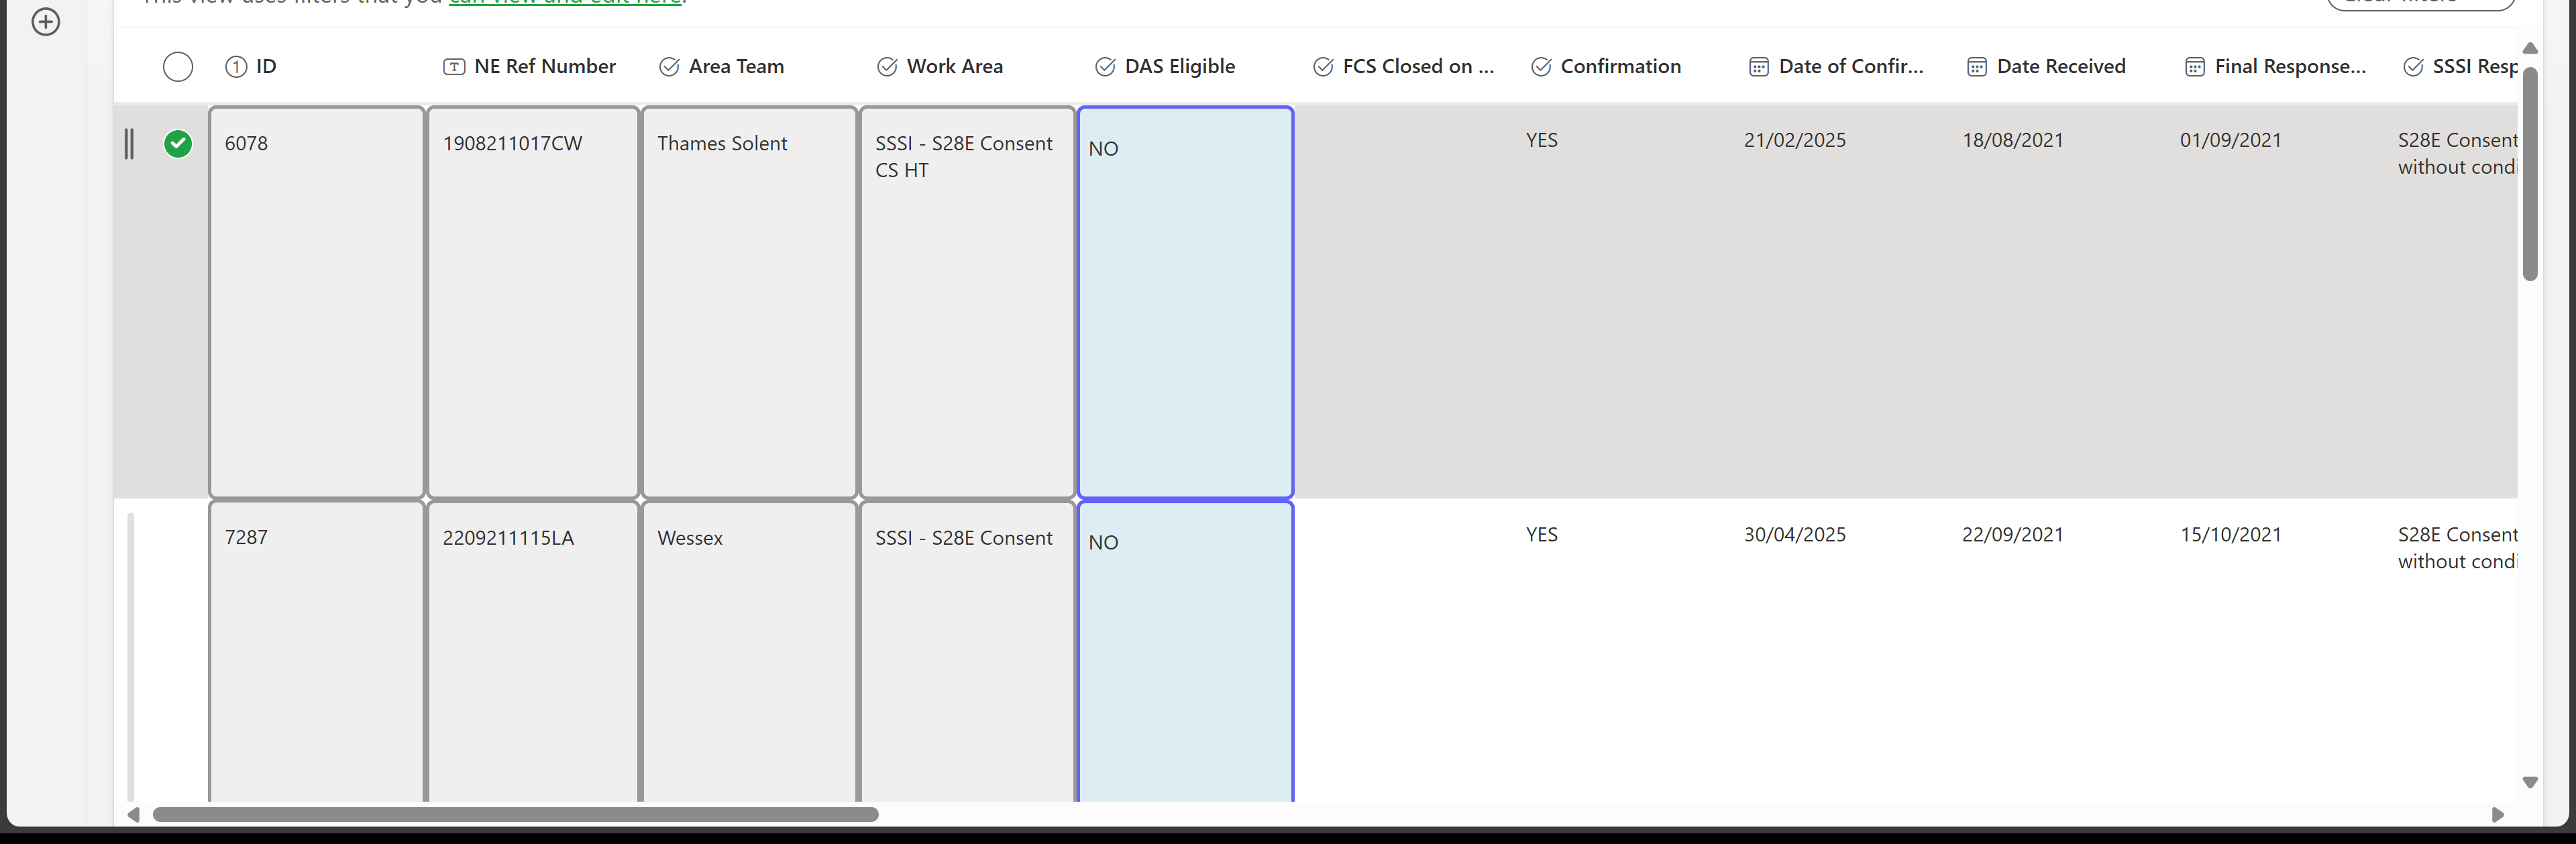 This view uses filters that you can view and edit here.
Clear filters
ID NE Ref Number Area Team Work Area DAS Eligible FCS Closed on ... Confirmation Date of Confir... Date Received Final Response... SSSI Resp
6078 1908211017CW Thames Solent SSSI - S28E Consent NO YES 21/02/2025 18/08/2021 01/09/2021 S28E Consent
CS HT without condi
7287 2209211115LA Wessex SSSI - S28E Consent NO YES 30/04/2025 22/09/2021 15/10/2021 S28E Consent
without condi